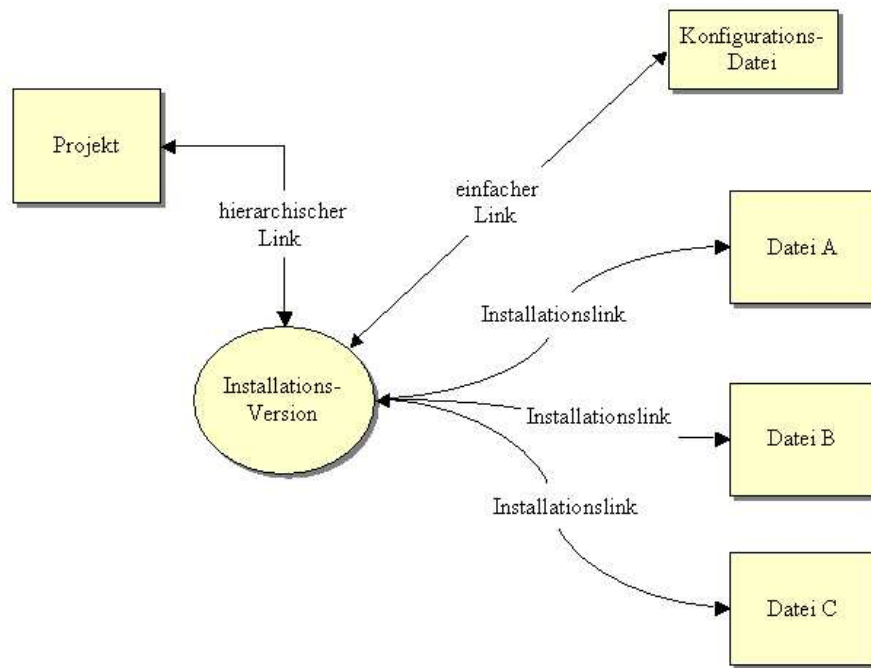 Konfigurations-
Datei
Projekt
einfacher
Link
hierarchischer
Link
Datei A
Installationslink
Installations-
Version
Installationslink
Datei B
Installationslink
Datei C